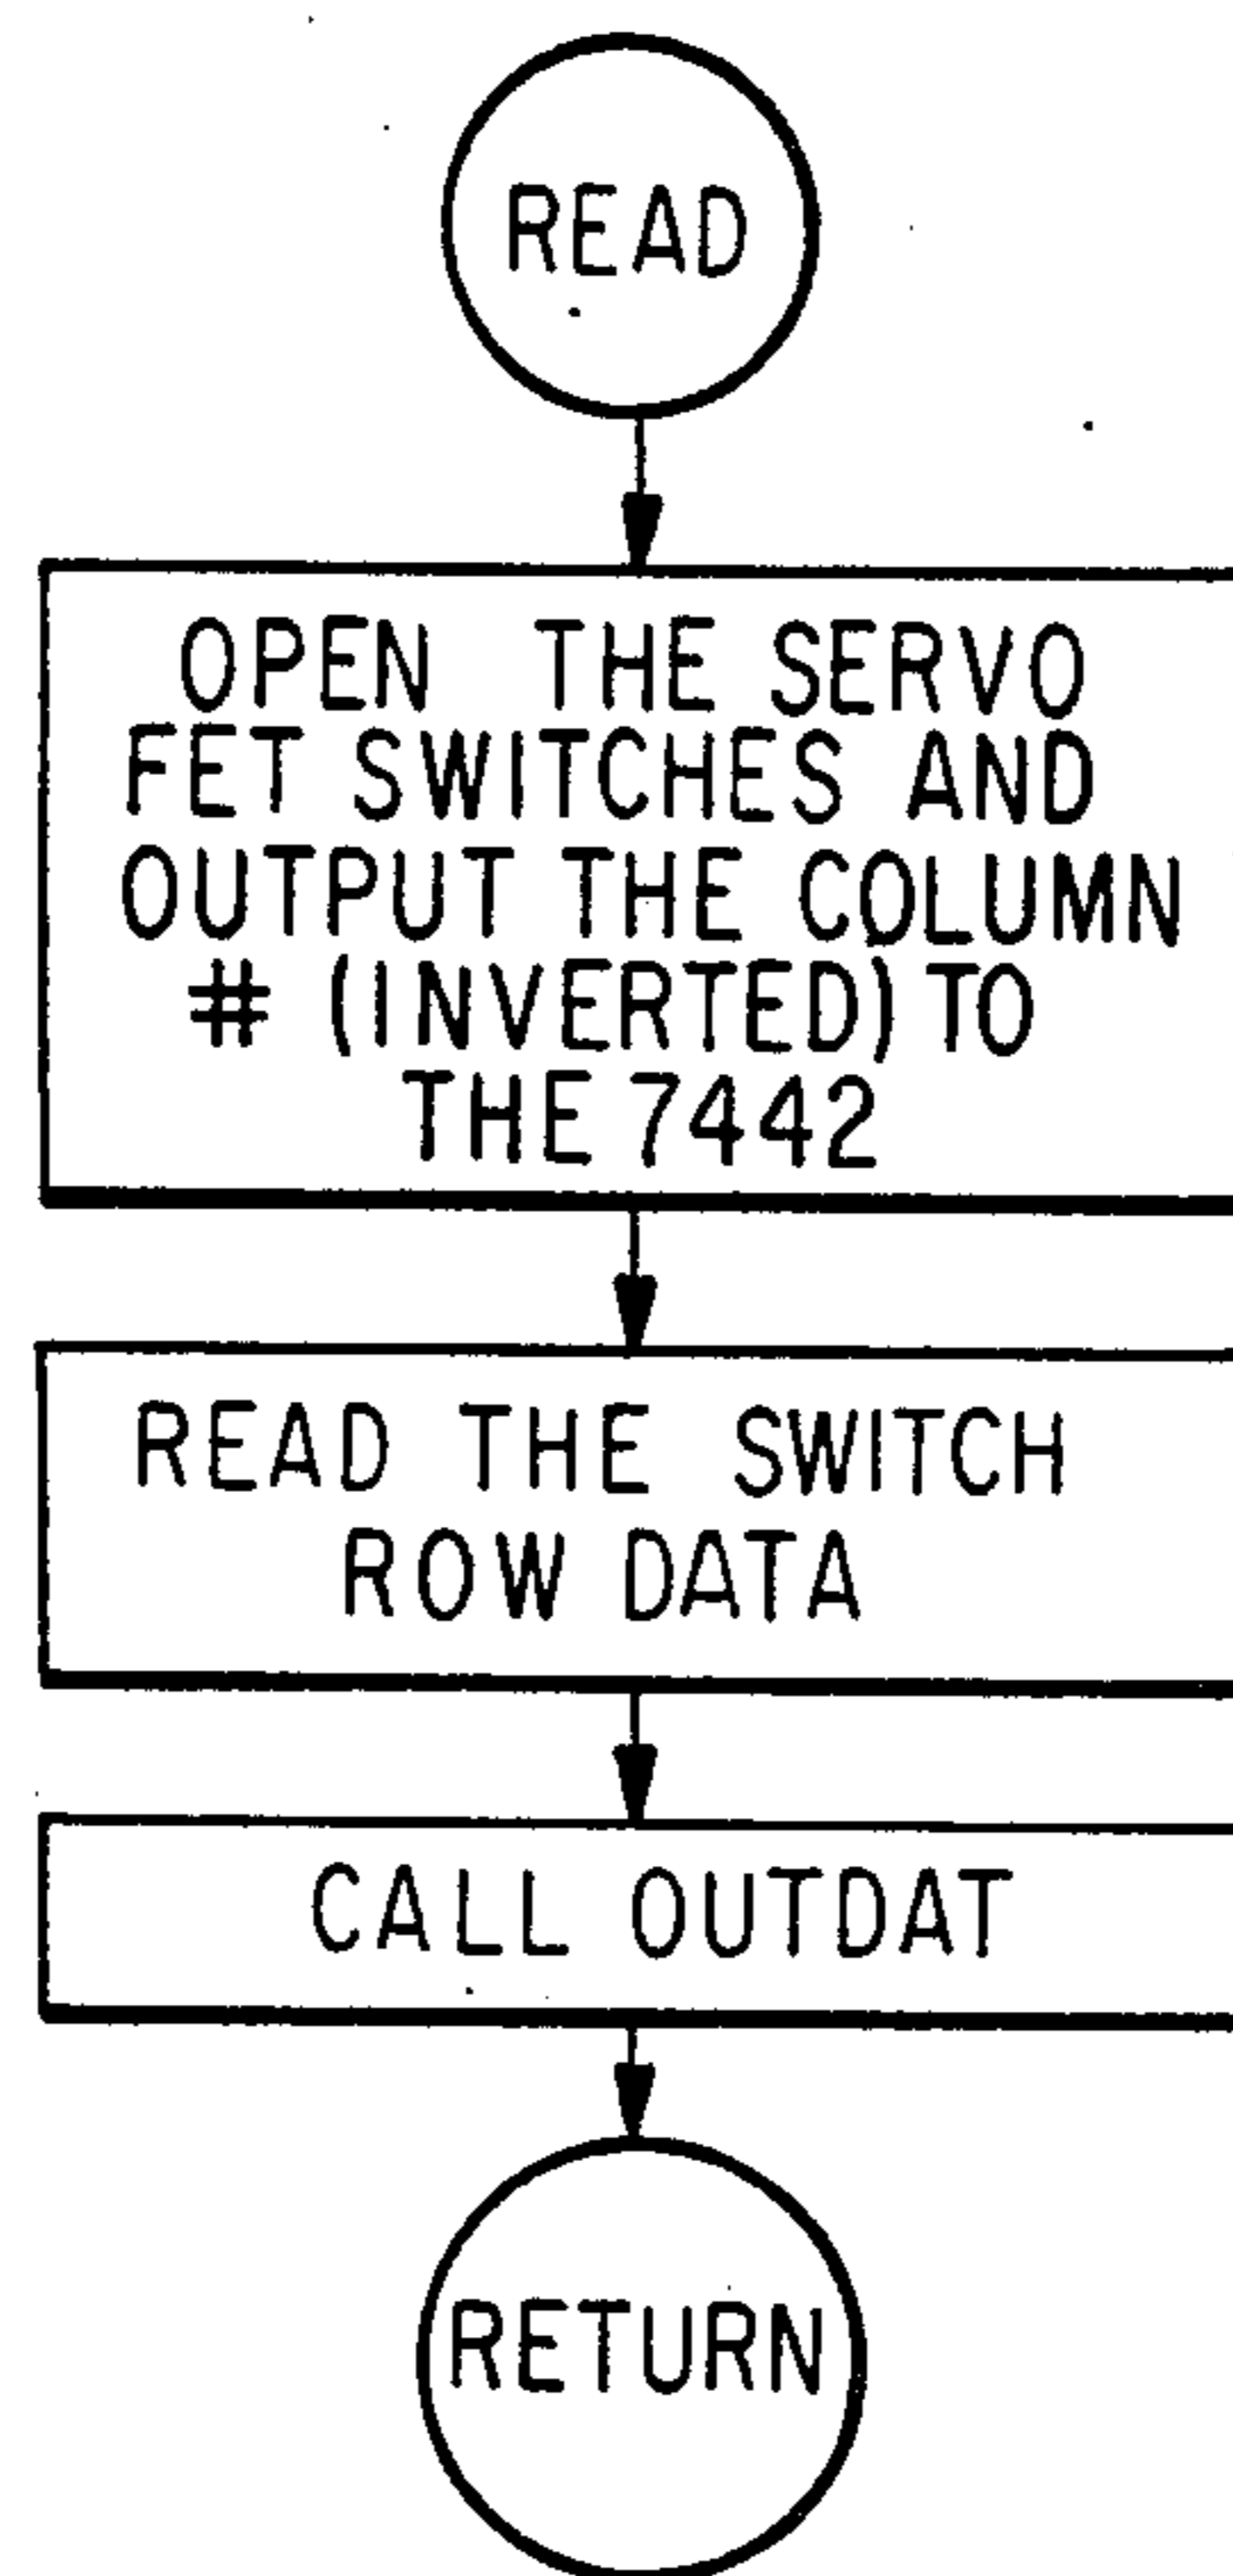 READ
OPEN THE SERVO
FET SWITCHES AND
OUTPUT THE COLUMN
# (INVERTED) TO
THE 7442
READ THE SWITCH
ROW DATA
CALL OUTDAT
RETURN